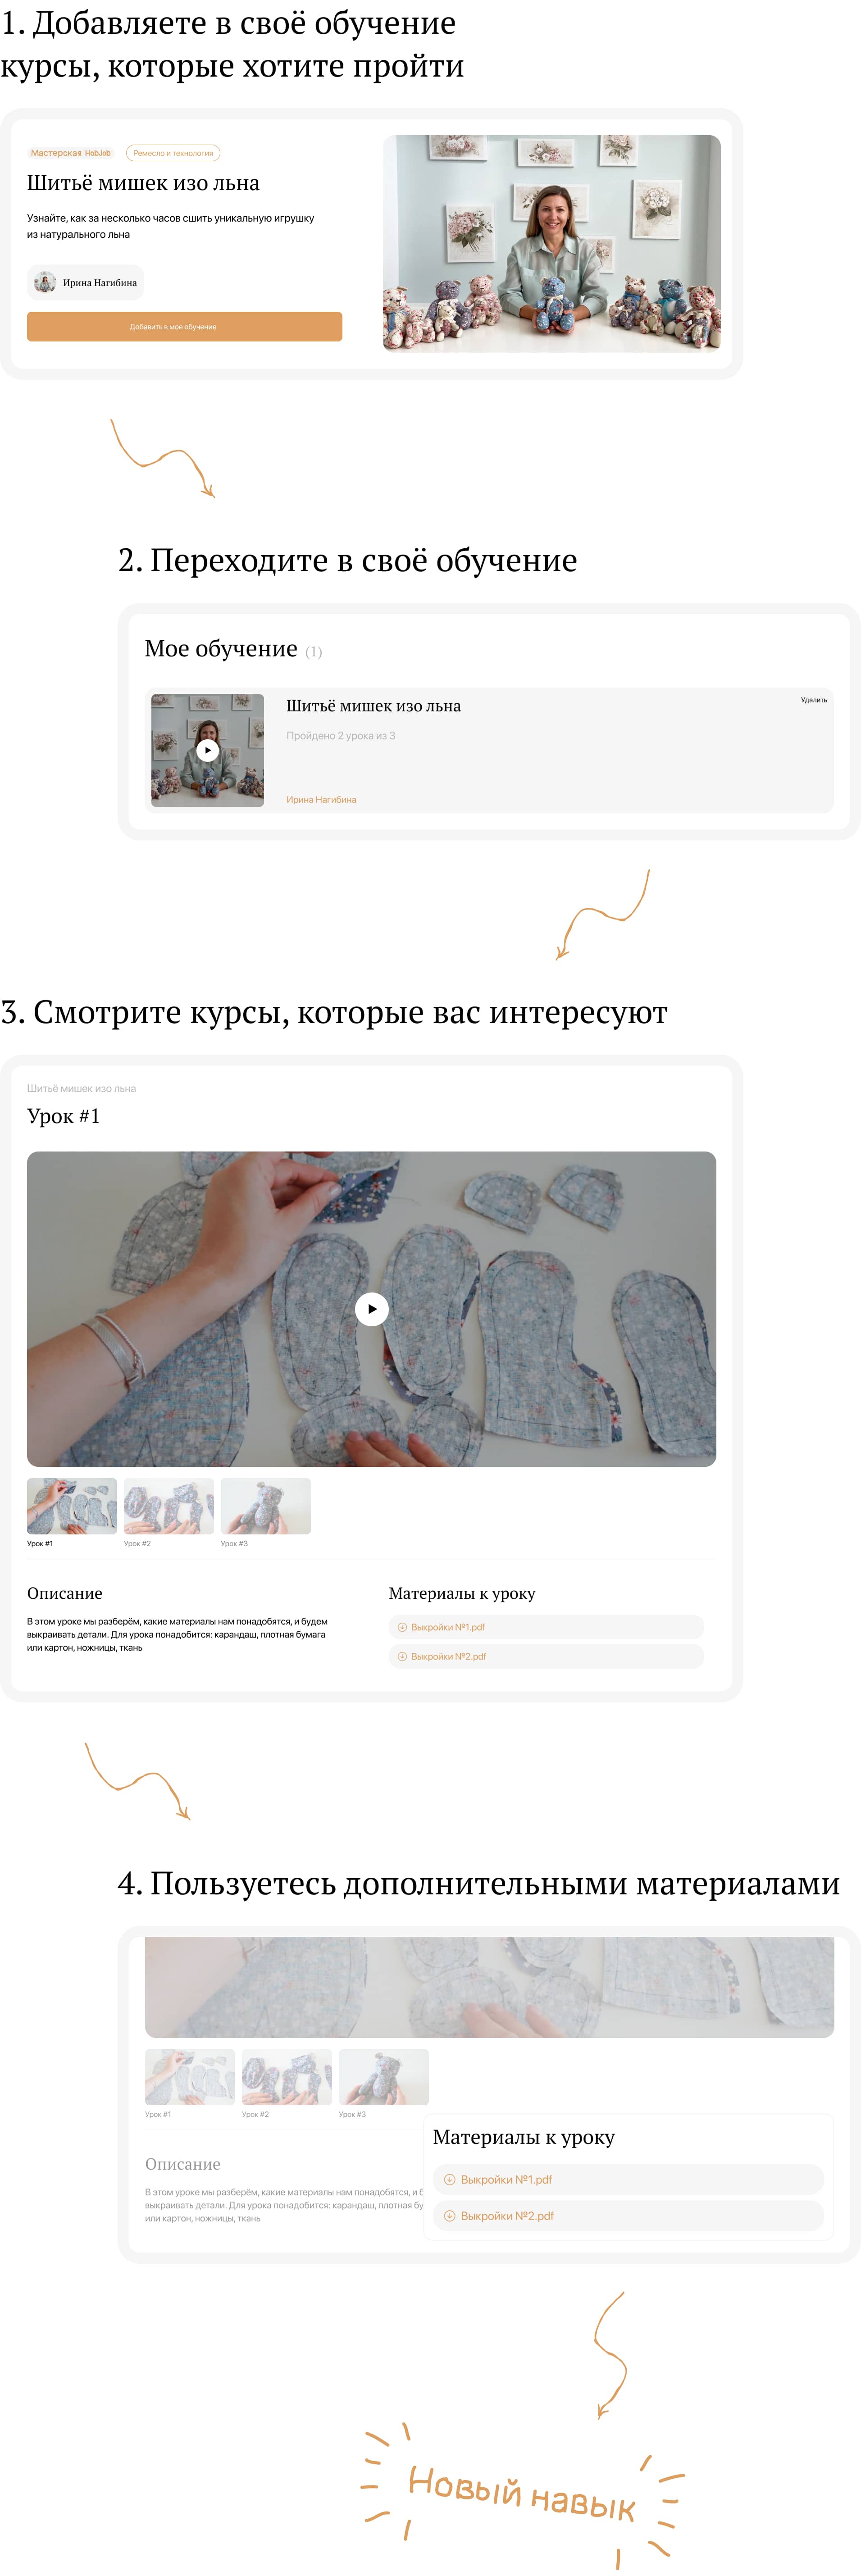 1. Добавляете в своё обучение
курсы, которые хотите пройти
Мастерская HobJob
Ремесло и технология
Шитьё мишек изо льна
Узнайте, как за несколько часов сшить уникальную игрушку
из натурального льна
Ирина Нагибина
Добавить в мое обучение
2. Переходите в своё обучение
Мое обучение (1)
Шитьё мишек изо льна
Удалить
Пройдено 2 урока из 3
Ирина Нагибина
3. Смотрите курсы, которые вас интересуют
Шитьё мишек изо льна
Урок #1
Урок #1
Урок #2
Урок #3
Описание
В этом уроке мы разберём, какие материалы нам понадобятся, и будем
выкраивать детали. Для урока понадобится: карандаш, плотная бумага
или картон, ножницы, ткань
Материалы к уроку
Выкройки №1.pdf
Выкройки №2.pdf
4. Пользуетесь дополнительными материалами
Урок #1
Урок #2
Урок #3
Описание
В этом уроке мы разберём, какие материалы нам понадобятся, и б
выкраивать детали. Для урока понадобится: карандаш, плотная бу
или картон, ножницы, ткань
Материалы к уроку
Выкройки №1.pdf
Выкройки №2.pdf
Новый навык